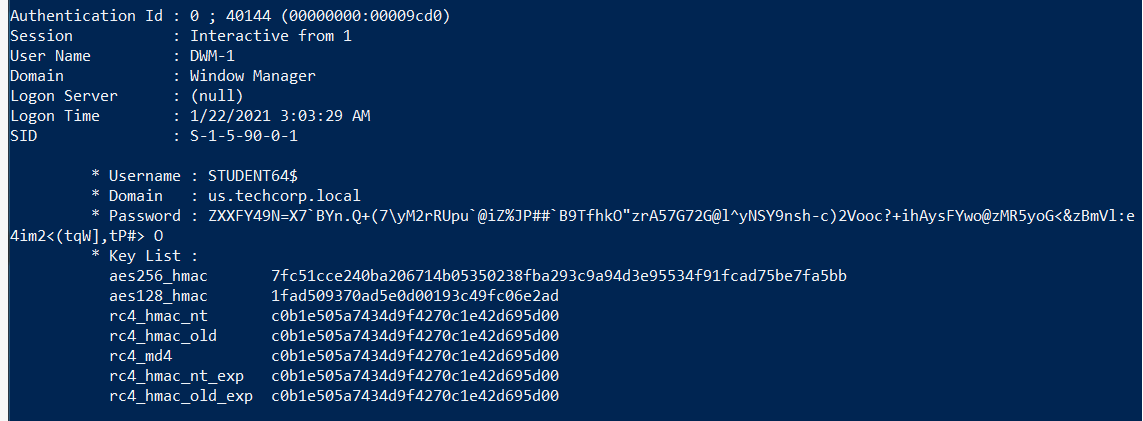 Authentication Id : 0 ; 40144 (00000000:00009cd0)
Session           : Interactive from 1
User Name         : DWM-1
Domain            : Window Manager
Logon Server      : (null)
Logon Time        : 1/22/2021 3:03:29 AM
SID               : S-1-5-90-0-1
* Username : STUDENT64$
* Domain   : us.techcorp.local
* Password : ZXXFY49N=X7`BYn.Q+(7\yM2rRUpu`@iZ%JP##`B9TfhkO"zrA57G72G@l^yNSY9nsh-c)2Vooc?+ihAysFYwo@zMR5yoG<&zBmVl:e
4im2<(tqW],tP#> O
* Key List :
aes256_hmac       7fc51cce240ba206714b05350238fba293c9a94d3e95534f91fcad75be7fa5bb
aes128_hmac       1fad509370ad5e0d00193c49fc06e2ad
rc4_hmac_nt       c0b1e505a7434d9f4270c1e42d695d00
rc4_hmac_old      c0b1e505a7434d9f4270c1e42d695d00
rc4_md4           c0b1e505a7434d9f4270c1e42d695d00
rc4_hmac_nt_exp   c0b1e505a7434d9f4270c1e42d695d00
rc4_hmac_old_exp  c0b1e505a7434d9f4270c1e42d695d00